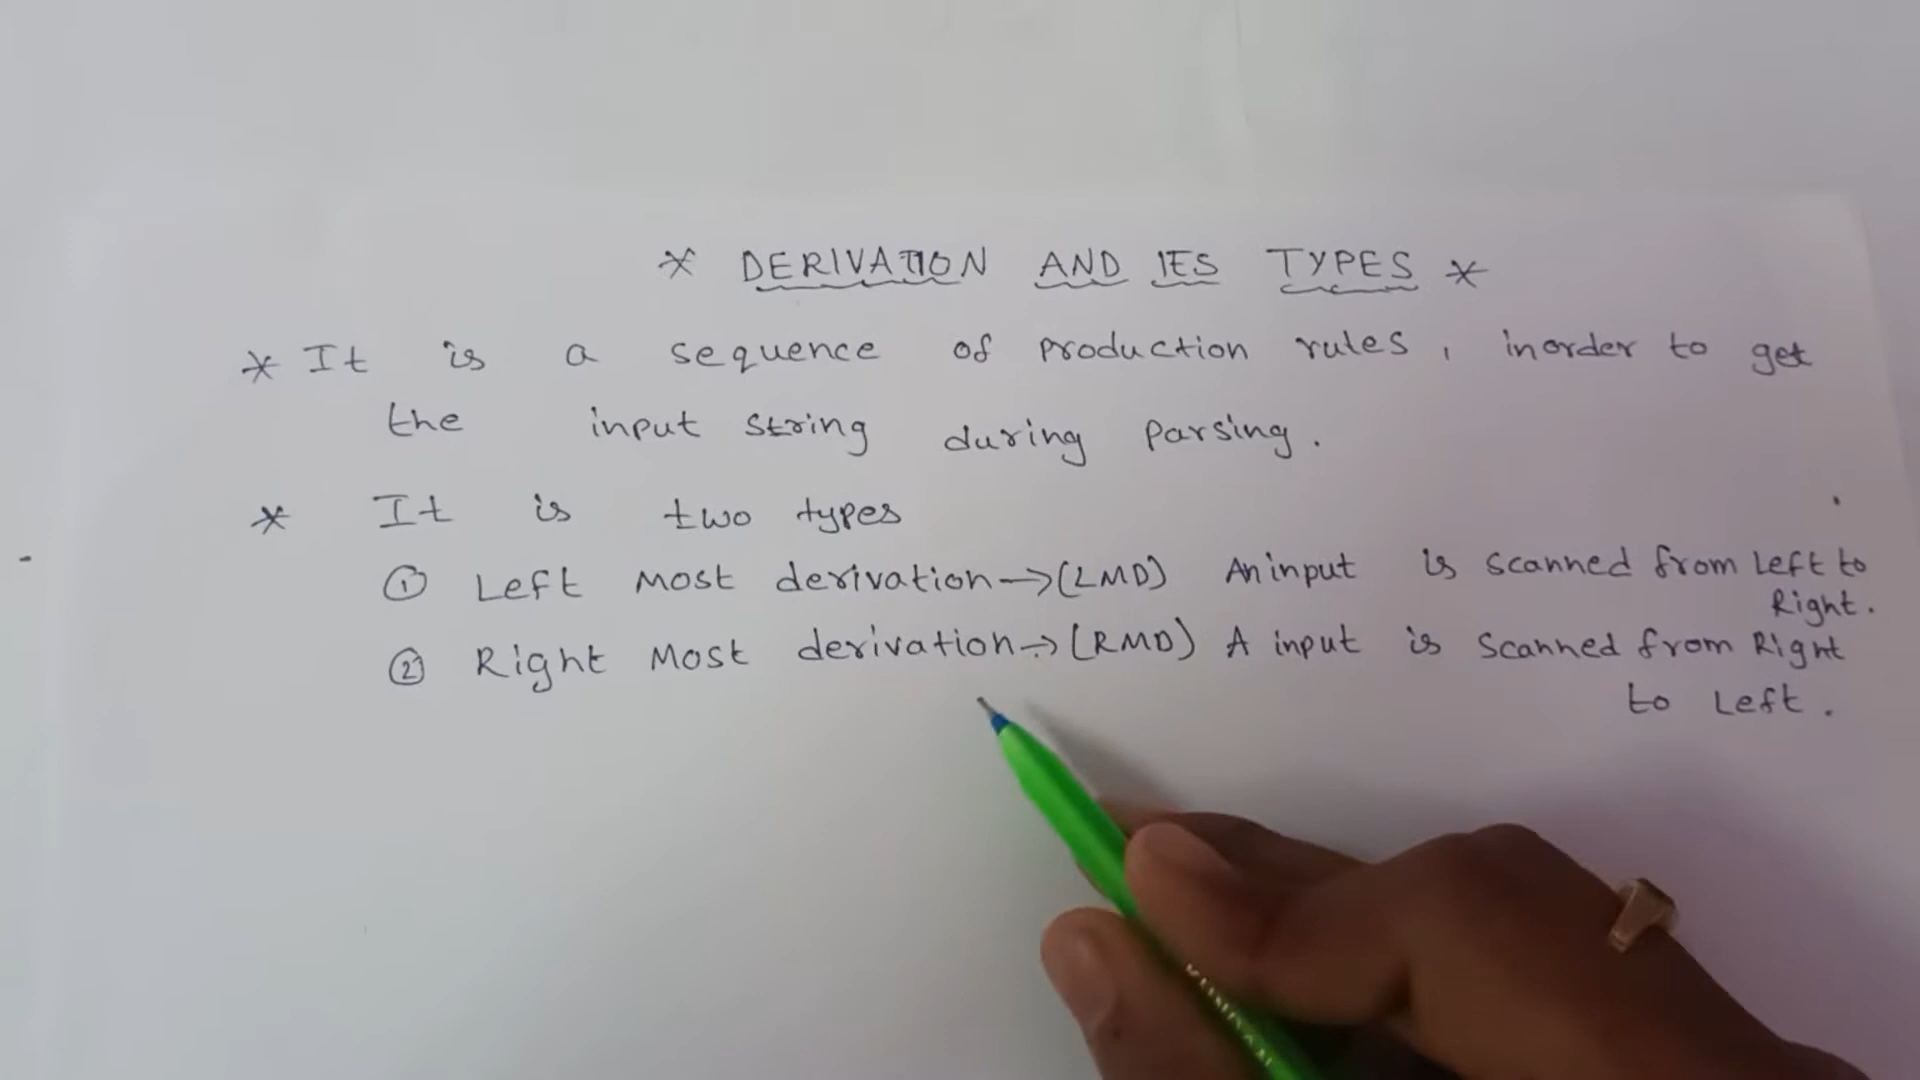 * DERIVATION AND ITS TYPES *
* It is a sequence of production rules, inorder to get
the input string during parsing.
* It is two types
① Left Most derivation → (LMD) An input is scanned from Left to
Right.
② Right Most derivation → (RMD) A input is scanned from Right
to Left.